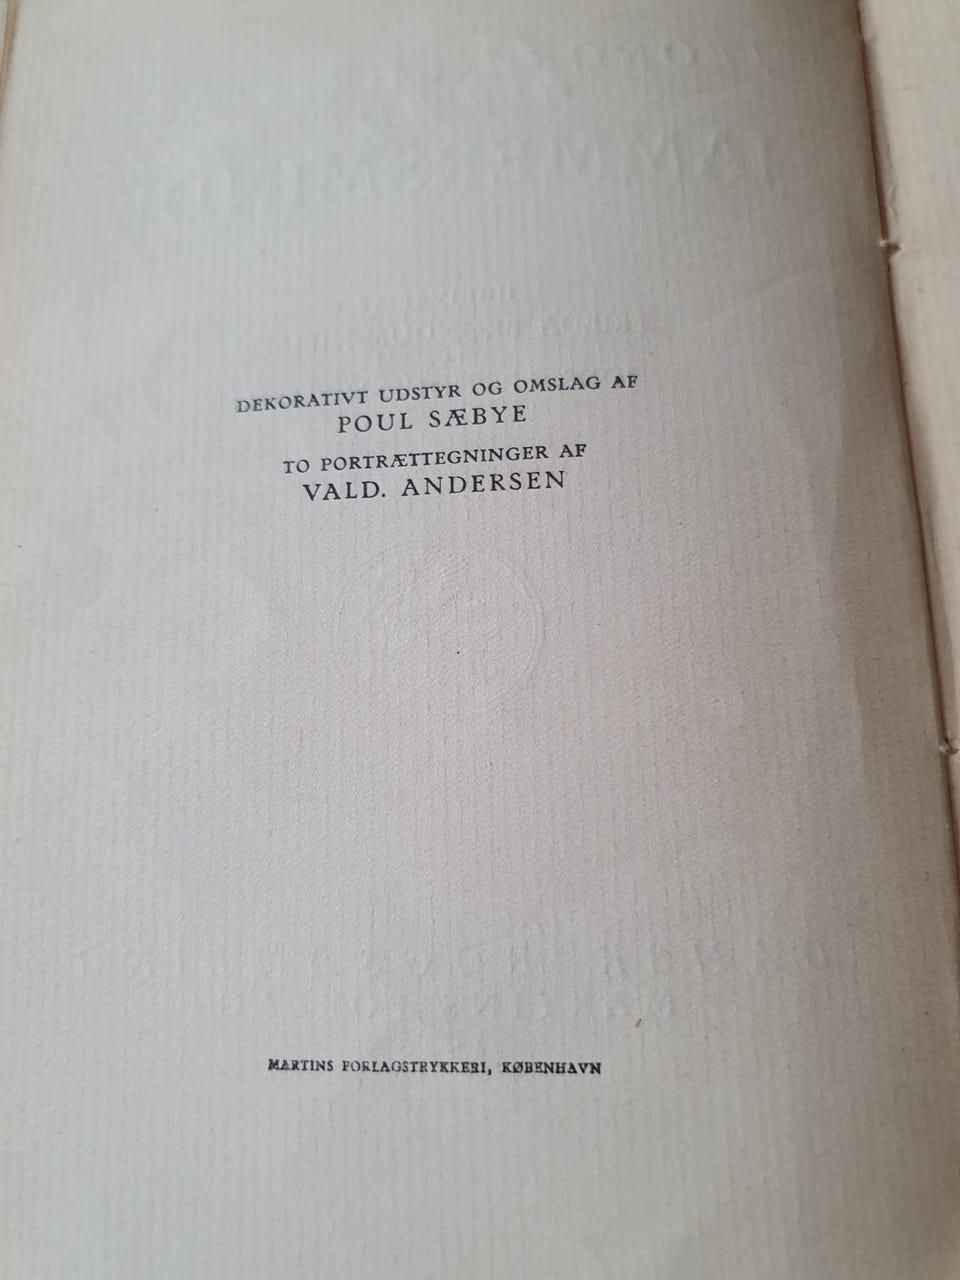 DEKORATIVT UDSTYR OG OMSLAG AF
POUL SÆBYE
TO PORTRÆTTEGNINGER AF
VALD. ANDERSEN
MARTINS FORLAGSTRYKKERI, KØBENHAVN